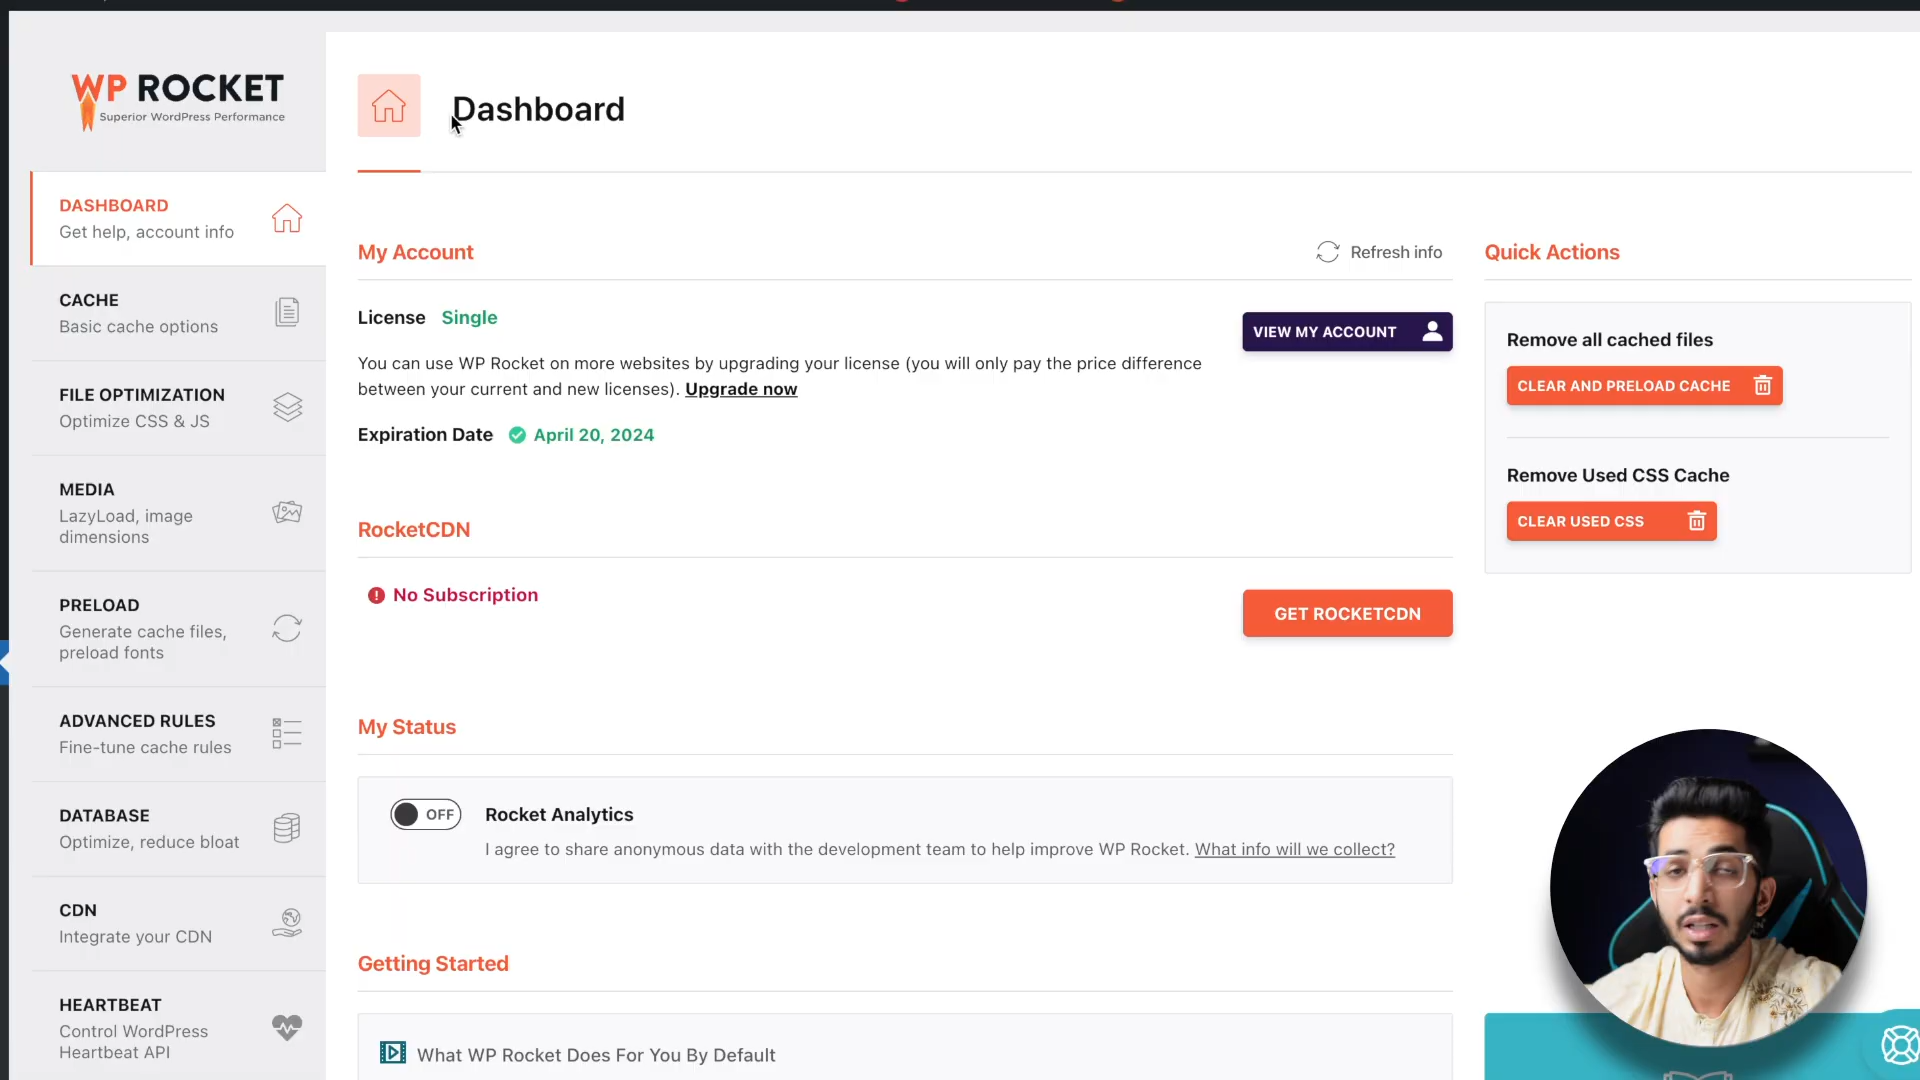 WP ROCKET
Superior WordPress Performance
DASHBOARD
Get help, account info
CACHE
Basic cache options
FILE OPTIMIZATION
Optimize CSS & JS
MEDIA
LazyLoad, image
dimensions
PRELOAD
Generate cache files,
preload fonts
ADVANCED RULES
Fine-tune cache rules
DATABASE
Optimize, reduce bloat
CDN
Integrate your CDN
HEARTBEAT
Control WordPress
Heartbeat API
Dashboard
My Account
Refresh info
License Single
VIEW MY ACCOUNT
You can use WP Rocket on more websites by upgrading your license (you will only pay the price difference
between your current and new licenses). Upgrade now
Expiration Date April 20, 2024
RocketCDN
No Subscription
GET ROCKETCDN
My Status
OFF
Rocket Analytics
I agree to share anonymous data with the development team to help improve WP Rocket. What info will we collect?
Getting Started
What WP Rocket Does For You By Default
Quick Actions
Remove all cached files
CLEAR AND PRELOAD CACHE
Remove Used CSS Cache
CLEAR USED CSS